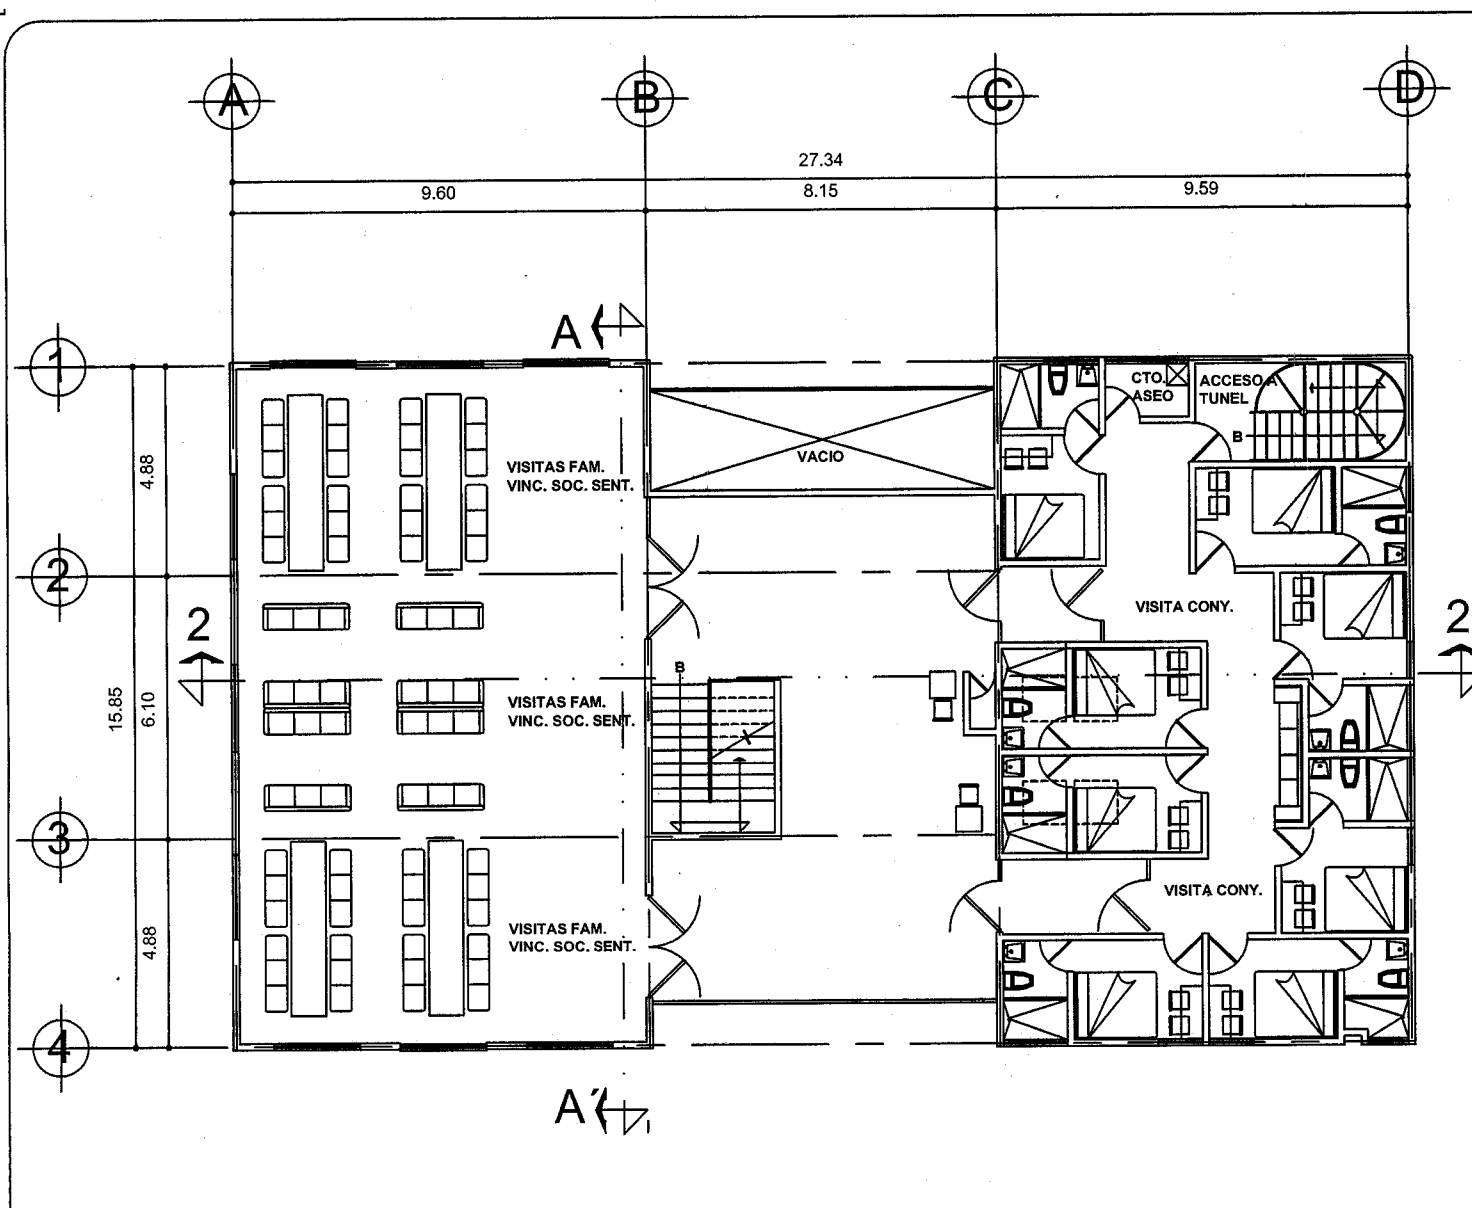 A
B
C
D
27.34
9.60
8.15
9.59
A
1
CTO.
ASEO
ACCESO A
TUNEL
B
4.88
VISITAS FAM.
VINC. SOC. SENT.
VACIO
2
VISITA CONY.
2
2
B
15.85
6.10
VISITAS FAM.
VINC. SOC. SENT.
3
VISITA CONY.
4.88
VISITAS FAM.
VINC. SOC. SENT.
4
A´